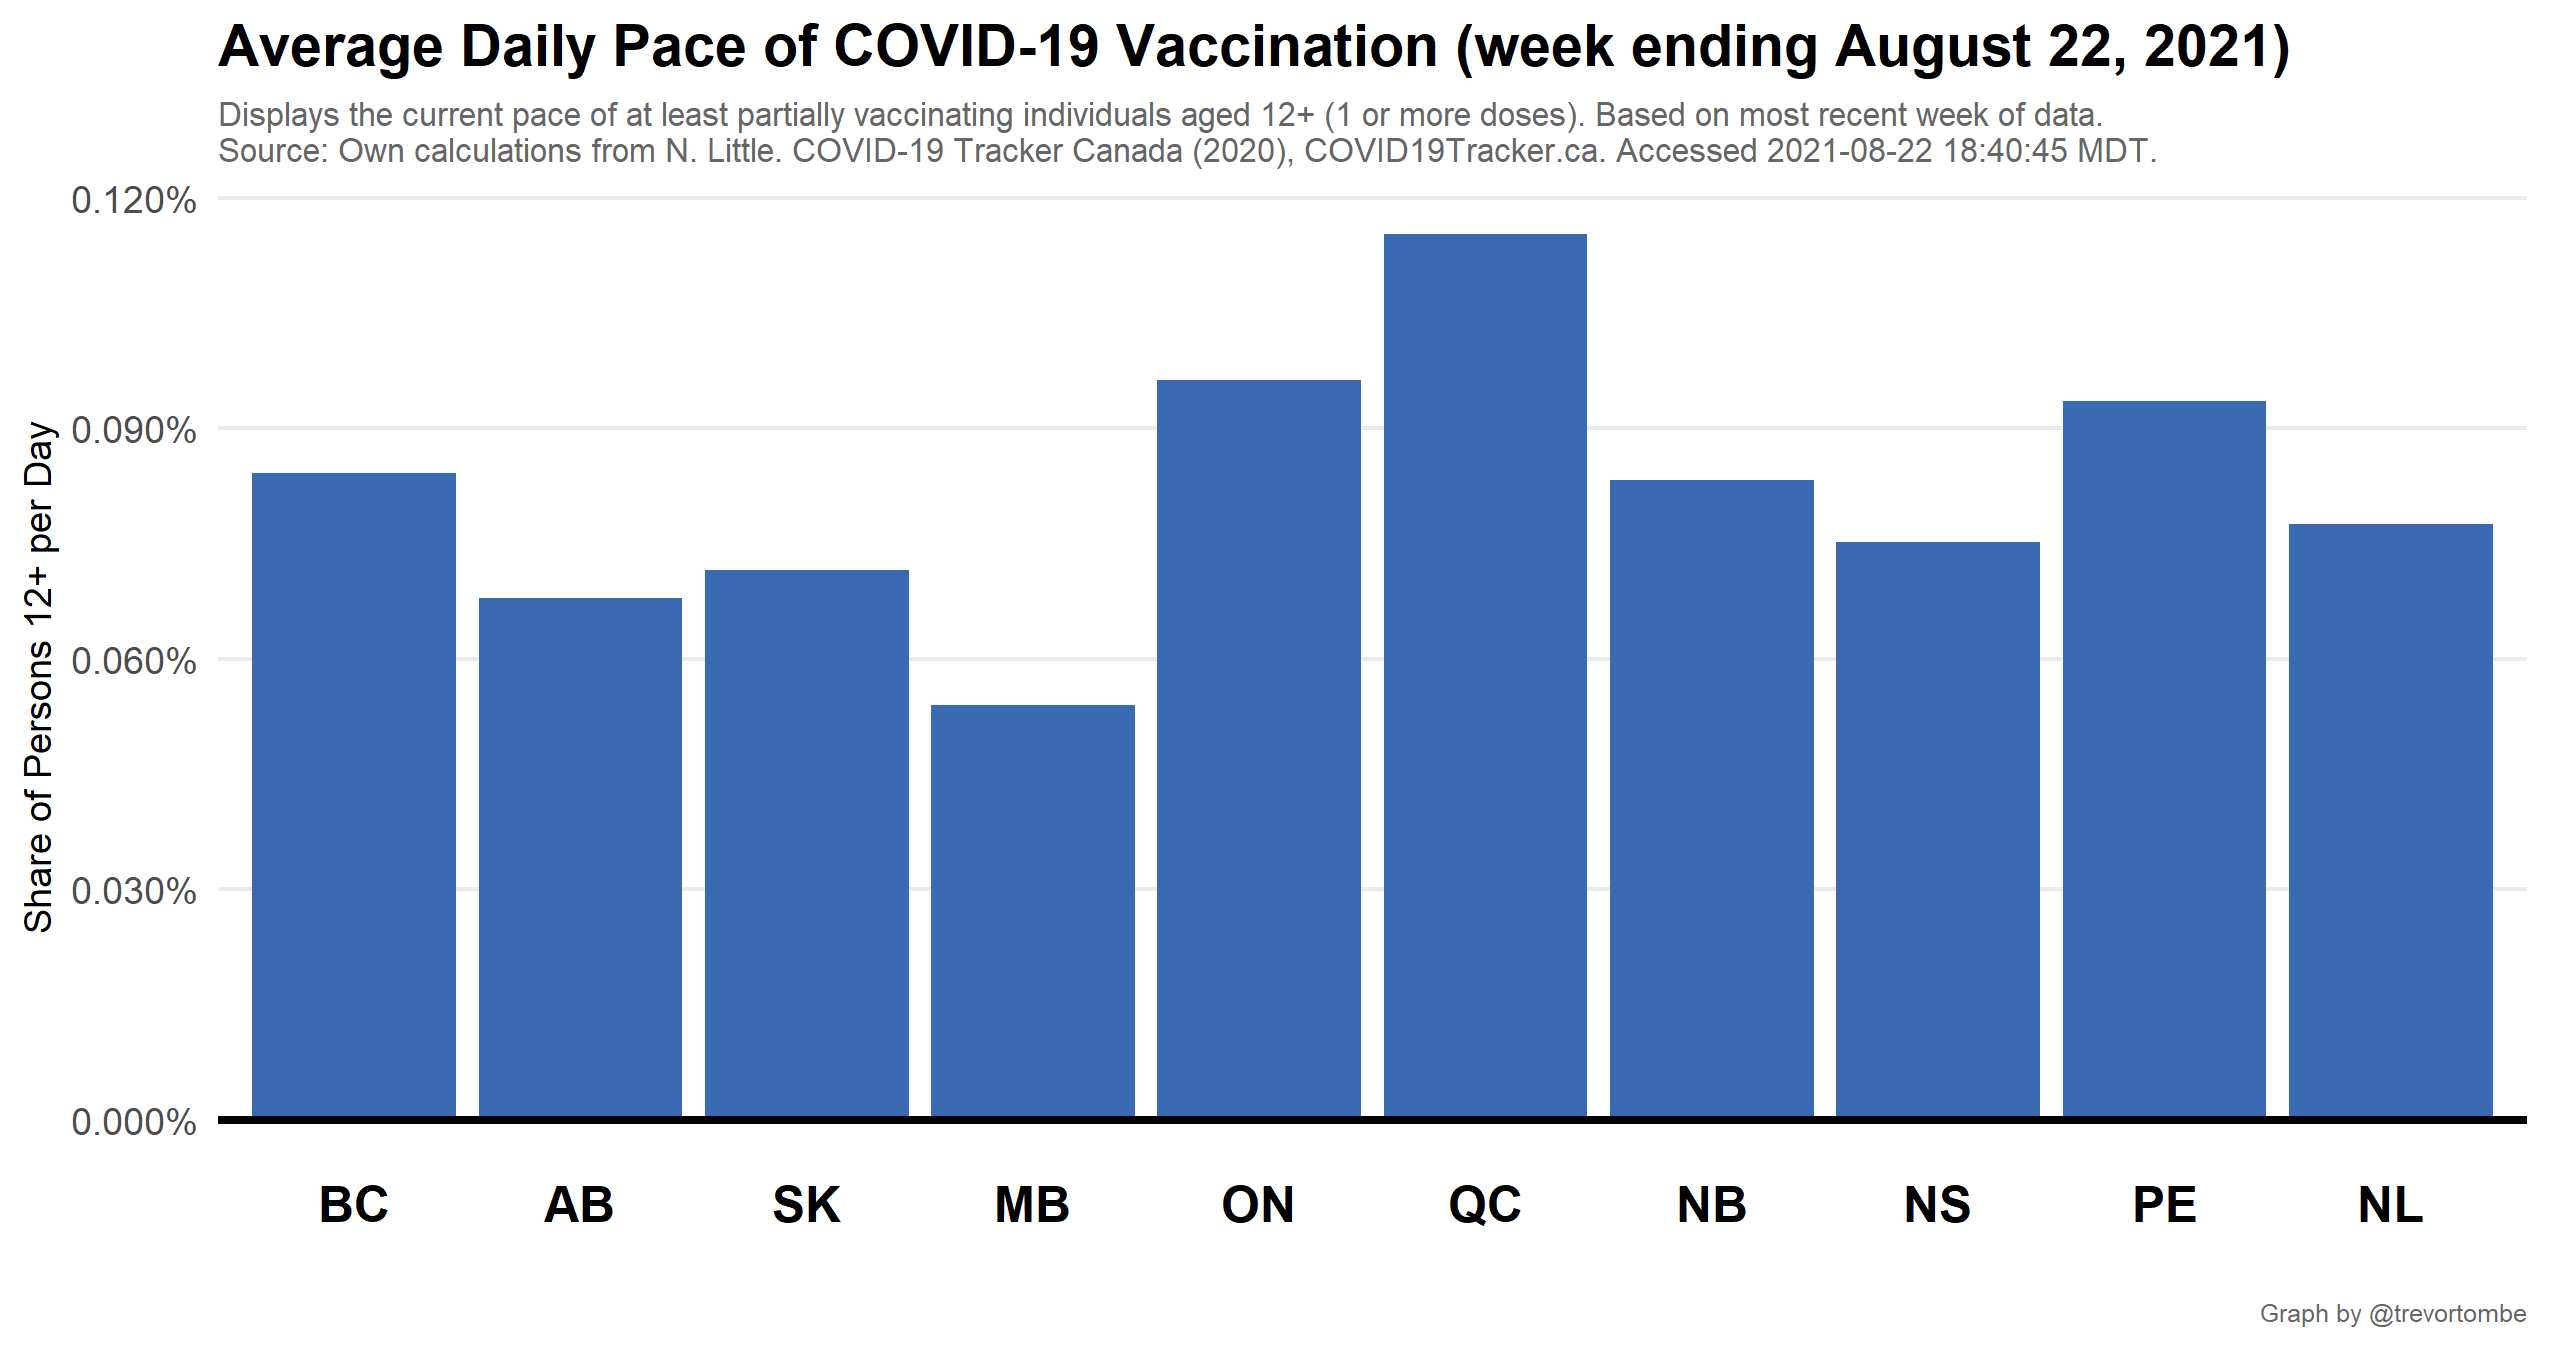 Average Daily Pace of COVID-19 Vaccination (week ending August 22, 2021)
Displays the current pace of at least partially vaccinating individuals aged 12+ (1 or more doses). Based on most recent week of data.
Source: Own calculations from N. Little. COVID-19 Tracker Canada (2020), COVID19Tracker.ca. Accessed 2021-08-22 18:40:45 MDT.
Share of Persons 12+ per Day
0.120%
0.090%
0.060%
0.030%
0.000%
BC AB SK MB ON QC NB NS PE NL
Graph by @trevortombe